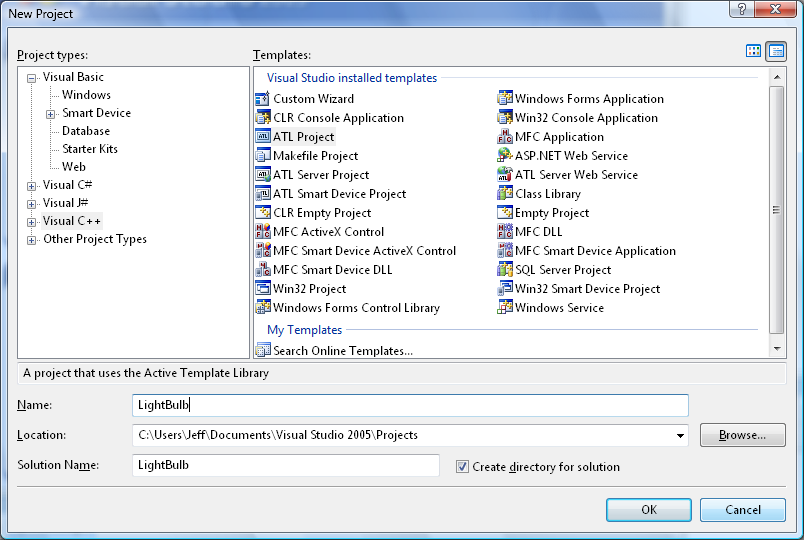 New Project
Project types:
Visual Basic
Windows
Smart Device
Database
Starter Kits
Web
Visual C#
Visual J#
Visual C++
Other Project Types
Templates:
Visual Studio installed templates
Custom Wizard
CLR Console Application
ATL Project
Makefile Project
ATL Server Project
ATL Smart Device Project
CLR Empty Project
MFC ActiveX Control
MFC Smart Device ActiveX Control
MFC Smart Device DLL
Win32 Project
Windows Forms Control Library
Windows Forms Application
Win32 Console Application
MFC Application
ASP.NET Web Service
ATL Server Web Service
Class Library
Empty Project
MFC DLL
MFC Smart Device Application
SQL Server Project
Win32 Smart Device Project
Windows Service
My Templates
Search Online Templates...
A project that uses the Active Template Library
Name: LightBulb
Location: C:\Users\Jeff\Documents\Visual Studio 2005\Projects Browse...
Solution Name: LightBulb Create directory for solution
OK Cancel